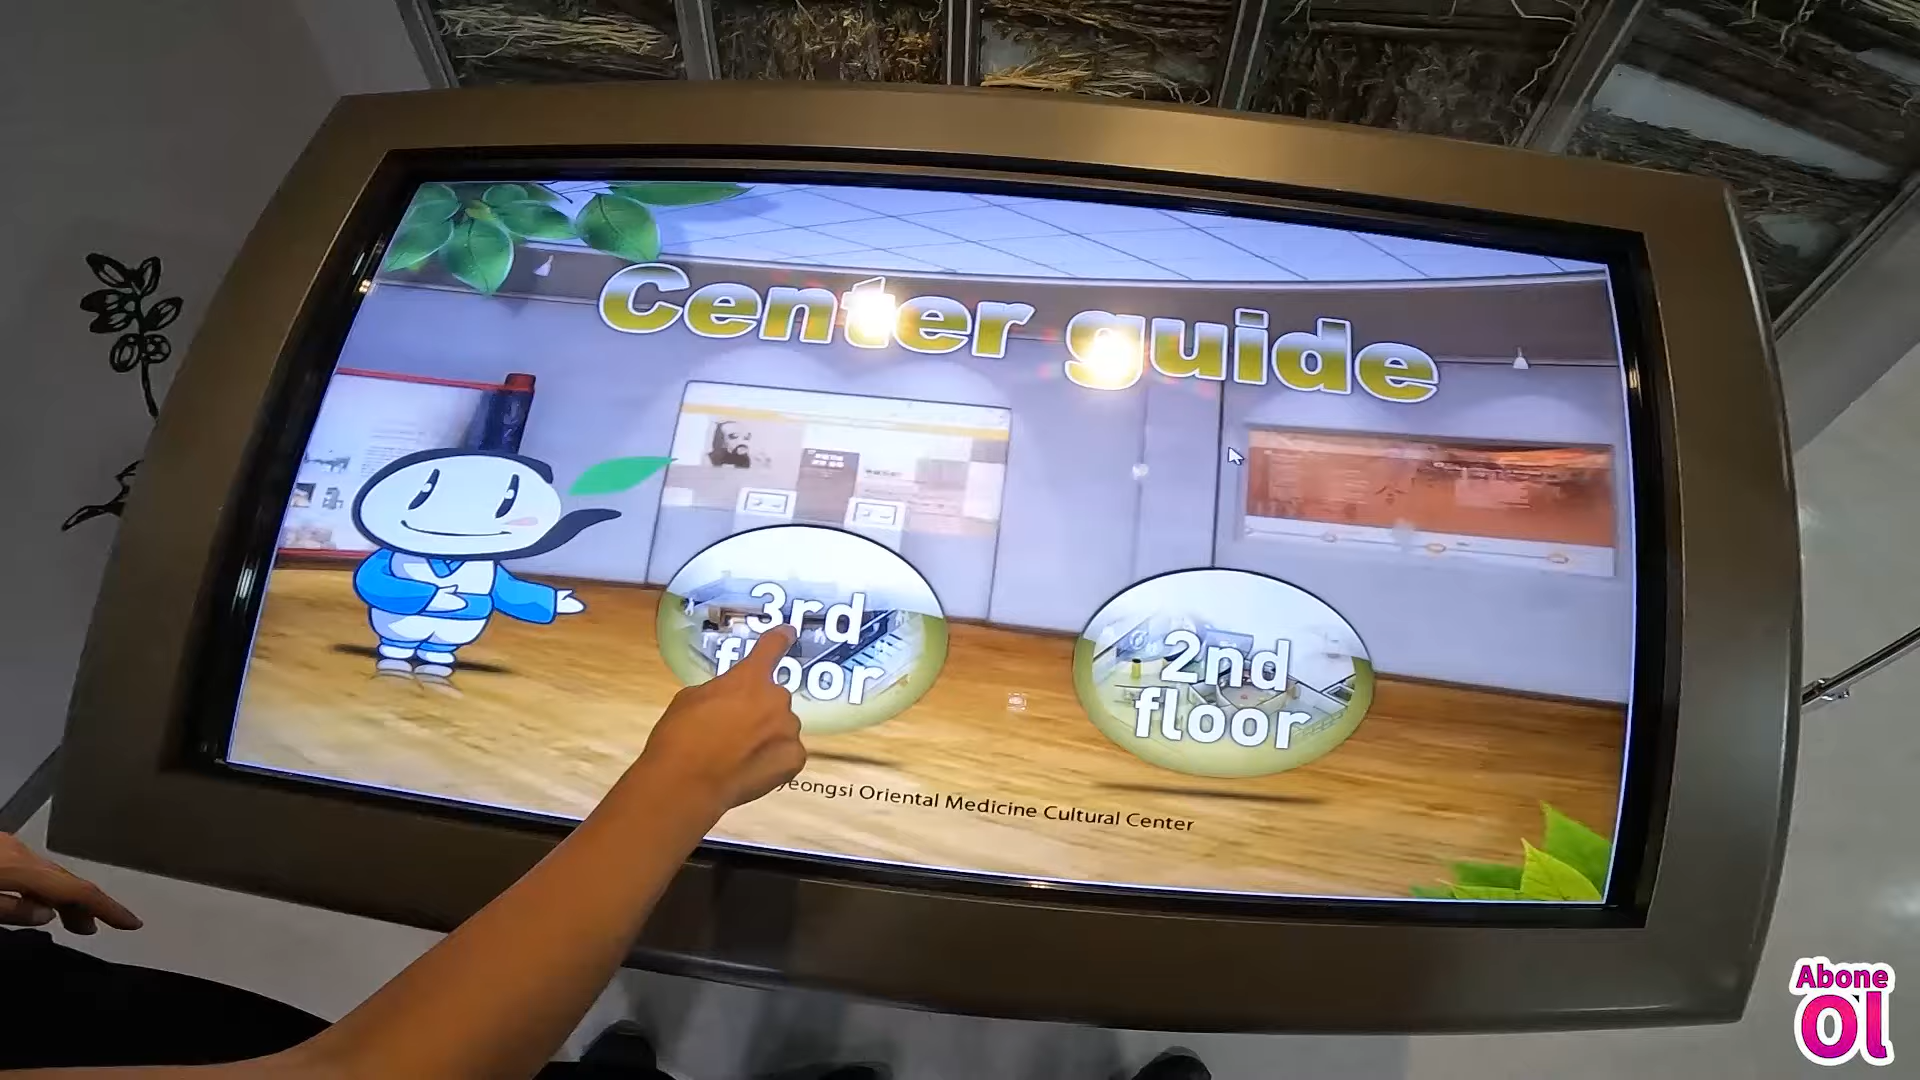 Center guide
3rd
floor
2nd
floor
Oriental Medicine Cultural Center
Abone
Ol